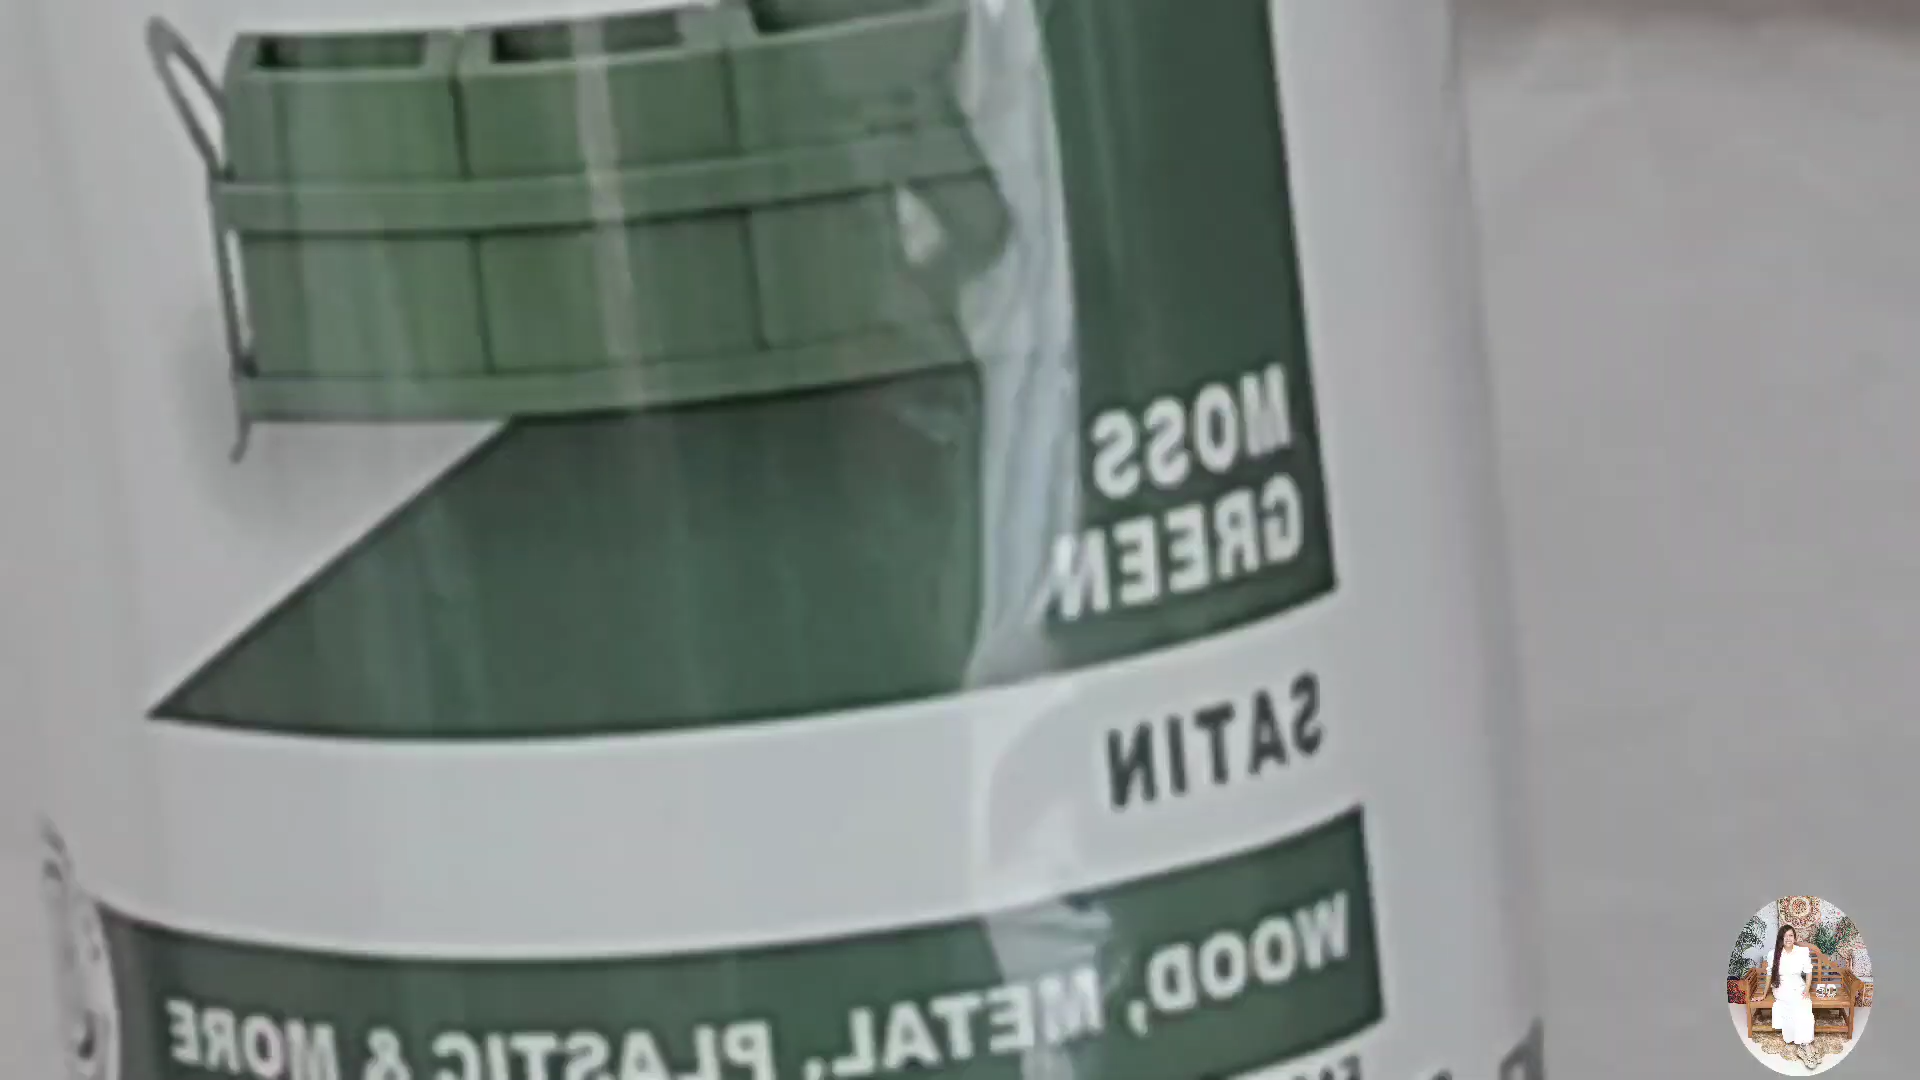 MOSS
GREEN
SATIN
WOOD, METAL, PLASTIC & MORE